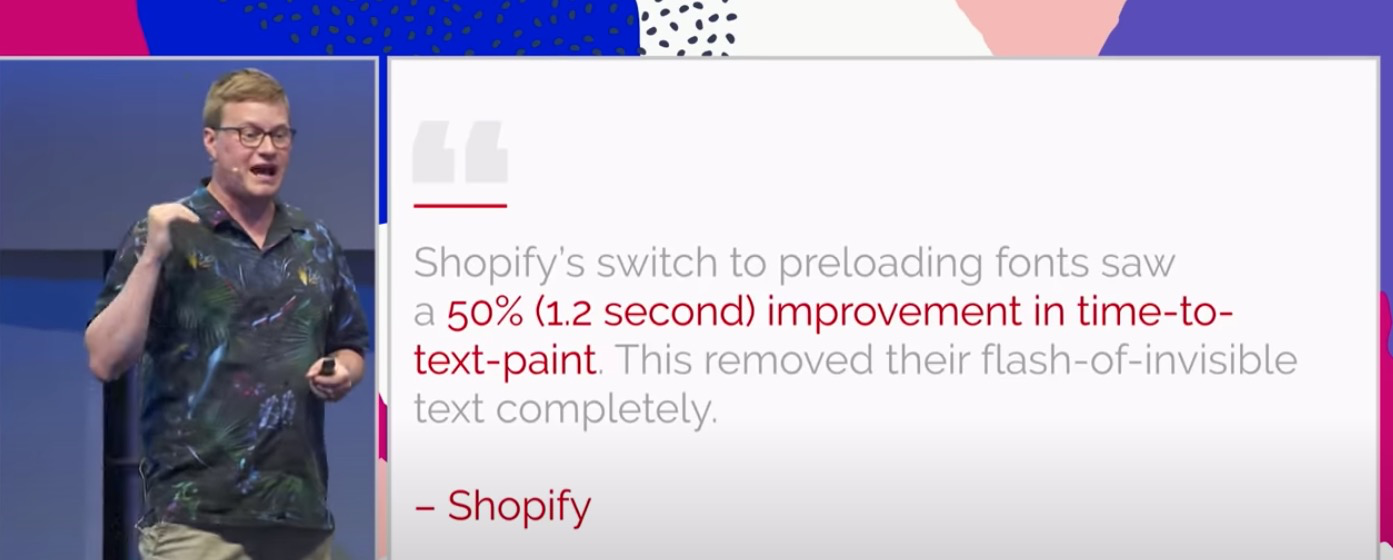 Shopify’s switch to preloading fonts saw
a 50% (1.2 second) improvement in time-to-
text-paint. This removed their flash-of-invisible
text completely.
– Shopify